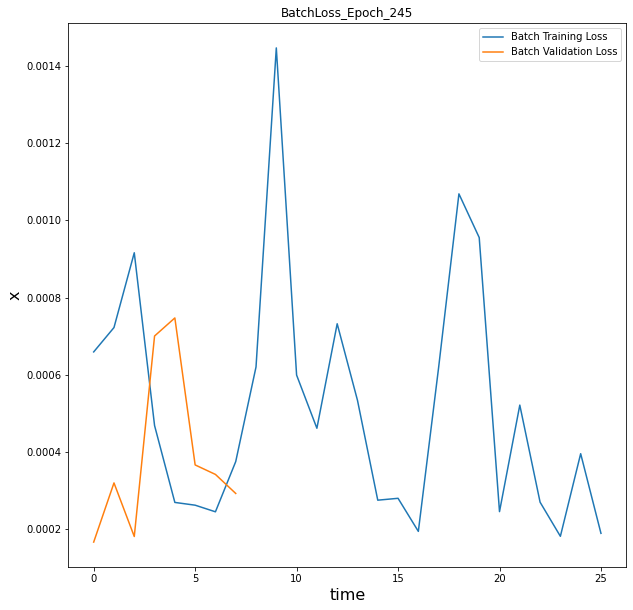 BatchLoss_Epoch_245
Batch Training Loss
Batch Validation Loss
0.0014
0.0012
0.0010
0.0008
0.0006
0.0004
0.0002
x
0 5 10 15 20 25
time